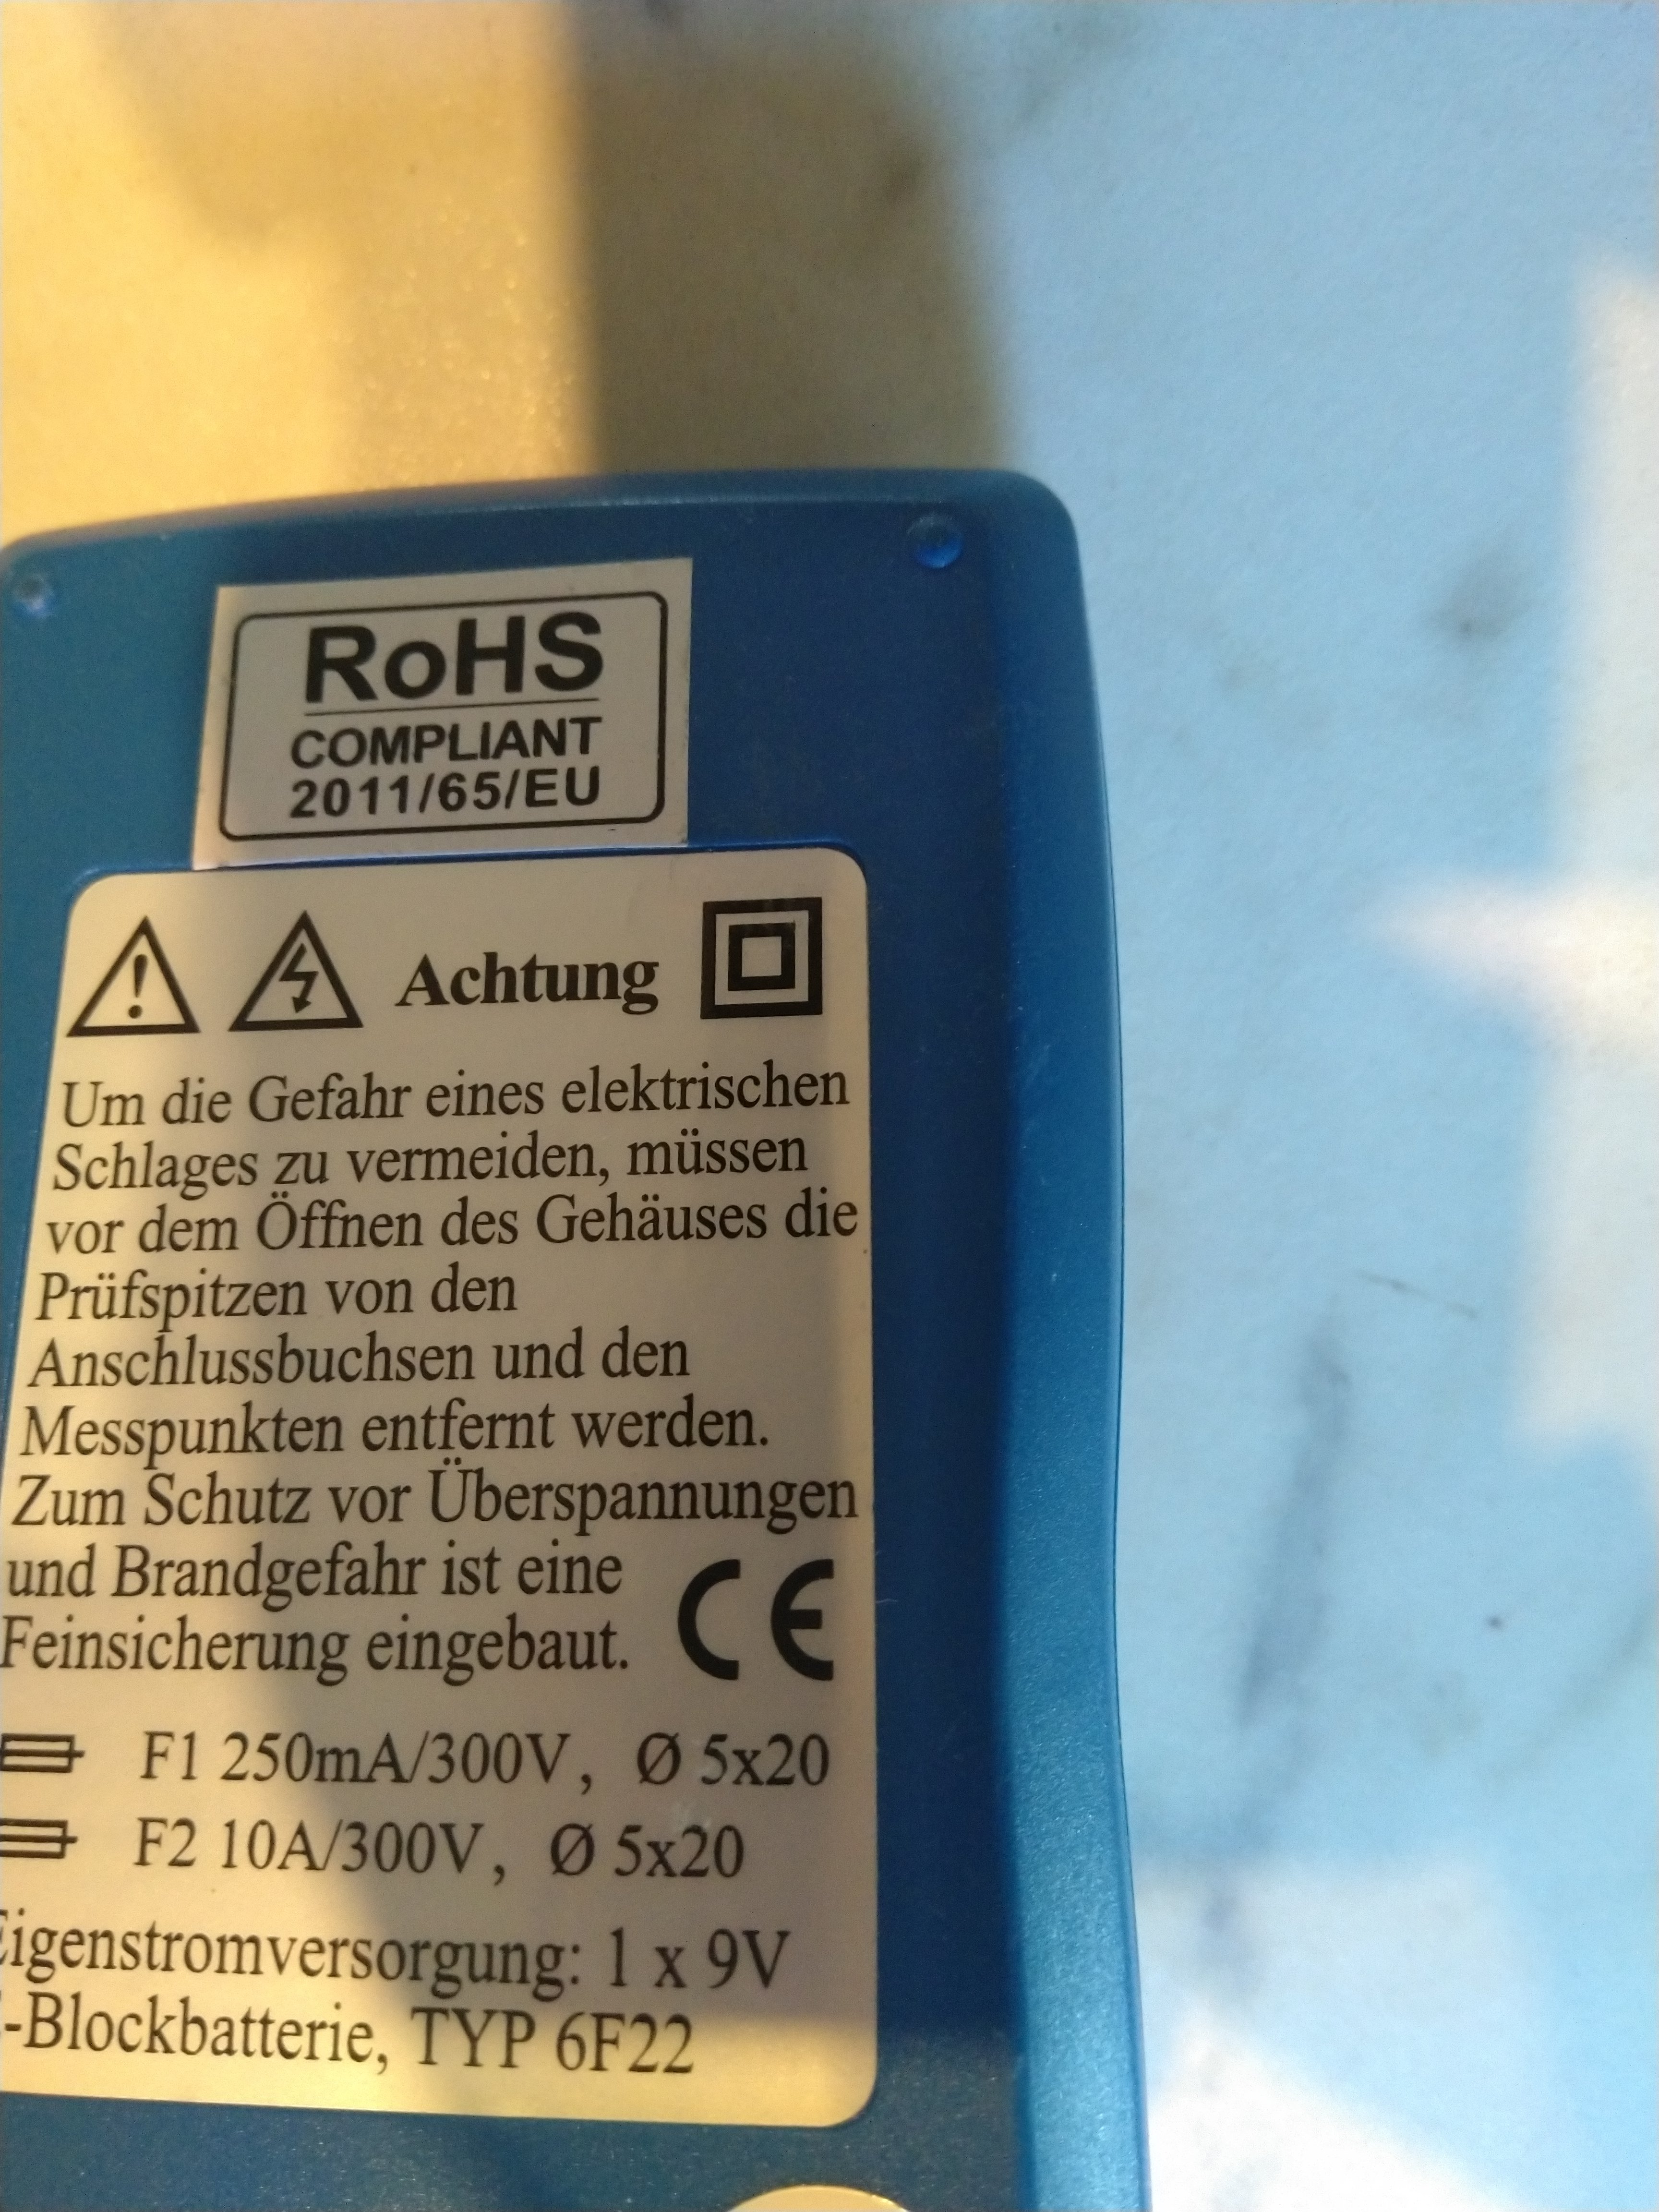 RoHS
COMPLIANT
2011/65/EU
Achtung
Um die Gefahr eines elektrischen
Schlages zu vermeiden, müssen
vor dem Öffnen des Gehäuses die
Prüfspitzen von den
Anschlussbuchsen und den
Messpunkten entfernt werden.
Zum Schutz vor Überspannungen
und Brandgefahr ist eine
Feinsicherung eingebaut.
CE
F1 250mA/300V, Ø 5x20
F2 10A/300V, Ø 5x20
Eigenstromversorgung: 1 x 9V
-Blockbatterie, TYP 6F22